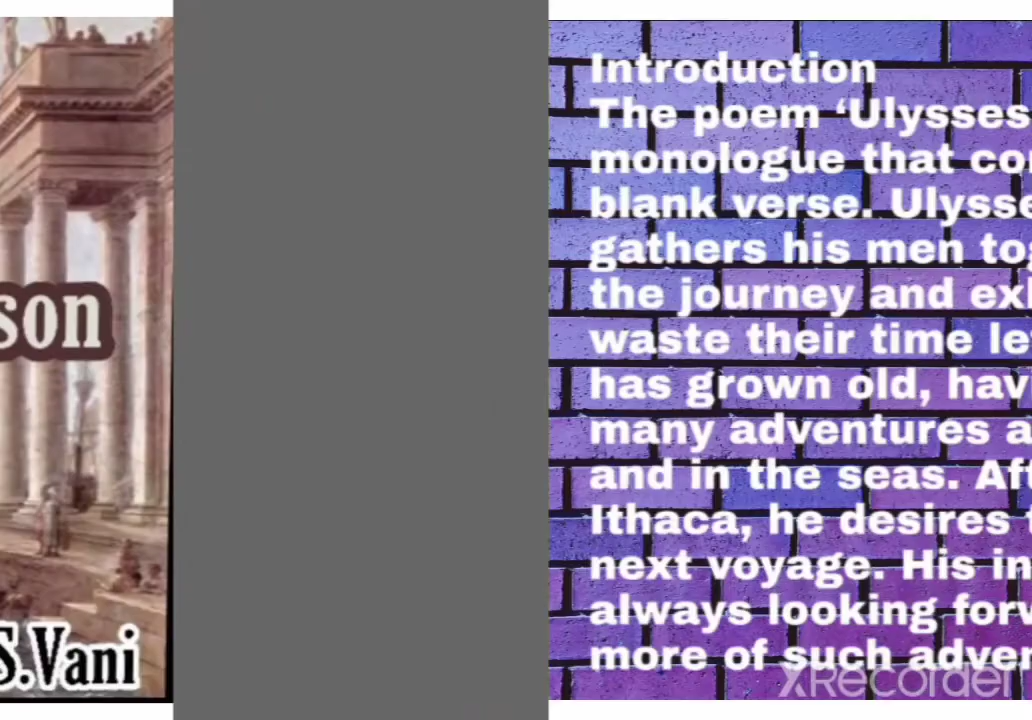 son
S.Vani
Introduction
The poem ‘Ulysses
monologue that co
blank verse. Ulysse
gathers his men tog
the journey and ex
waste their time le
has grown old, hav
many adventures a
and in the seas. Aft
Ithaca, he desires t
next voyage. His in
always looking forv
more of such adven
XRecorder